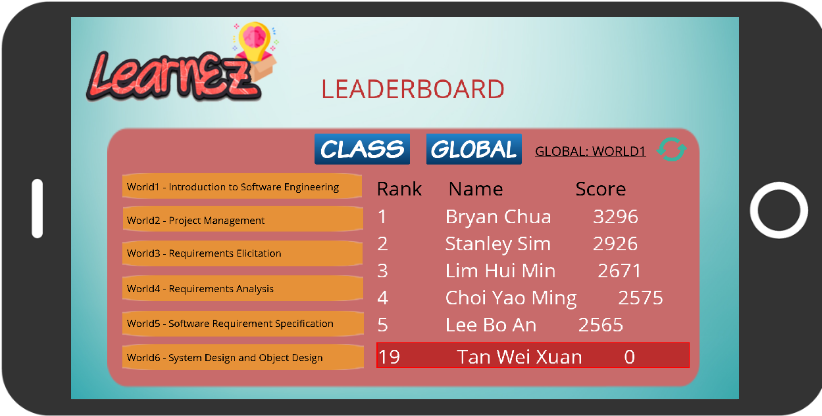 LearnEz
LEADERBOARD
CLASS GLOBAL GLOBAL: WORLD1
World1 - Introduction to Software Engineering
World2 - Project Management
World3 - Requirements Elicitation
World4 - Requirements Analysis
World5 - Software Requirement Specification
World6 - System Design and Object Design
Rank Name Score
1 Bryan Chua 3296
2 Stanley Sim 2926
3 Lim Hui Min 2671
4 Choi Yao Ming 2575
5 Lee Bo An 2565
19 Tan Wei Xuan 0